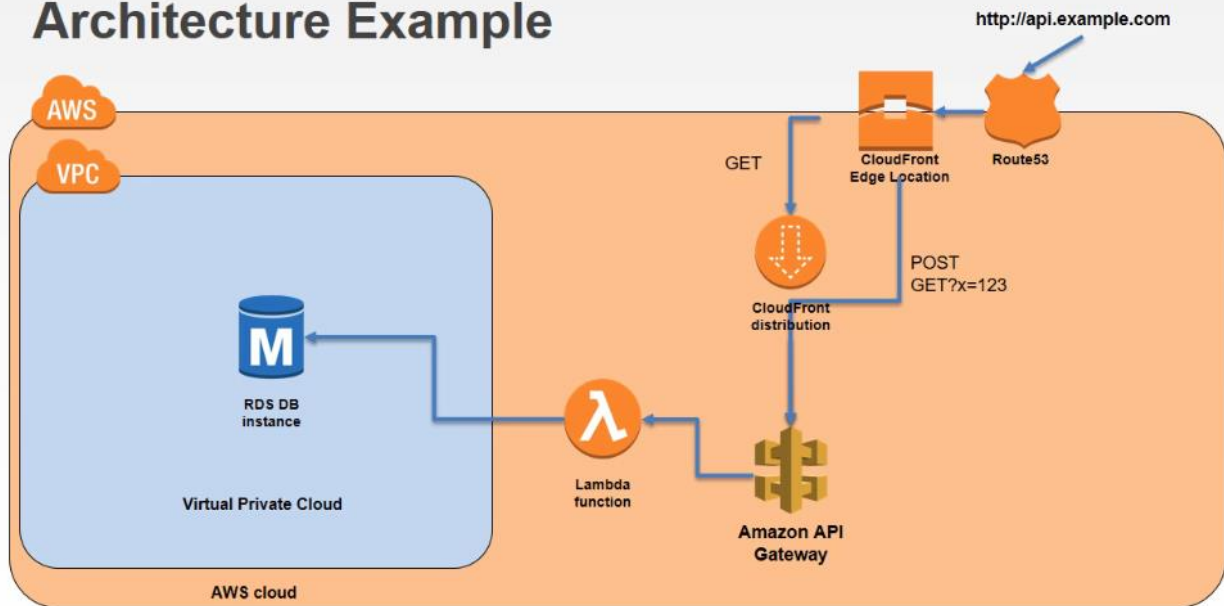 Architecture Example
http://api.example.com
AWS
VPC
GET
CloudFront
Edge Location
Route53
POST
GET?x=123
CloudFront
distribution
M
RDS DB
instance
λ
Lambda
function
Virtual Private Cloud
Amazon API
Gateway
AWS cloud